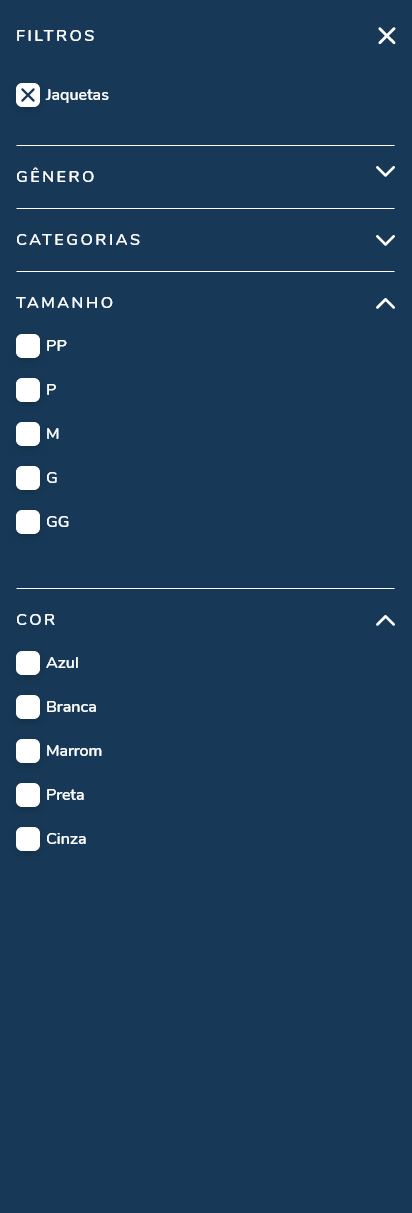 FILTROS
Jaquetas
GÊNERO
CATEGORIAS
TAMANHO
PP
P
M
G
GG
COR
Azul
Branca
Marrom
Preta
Cinza